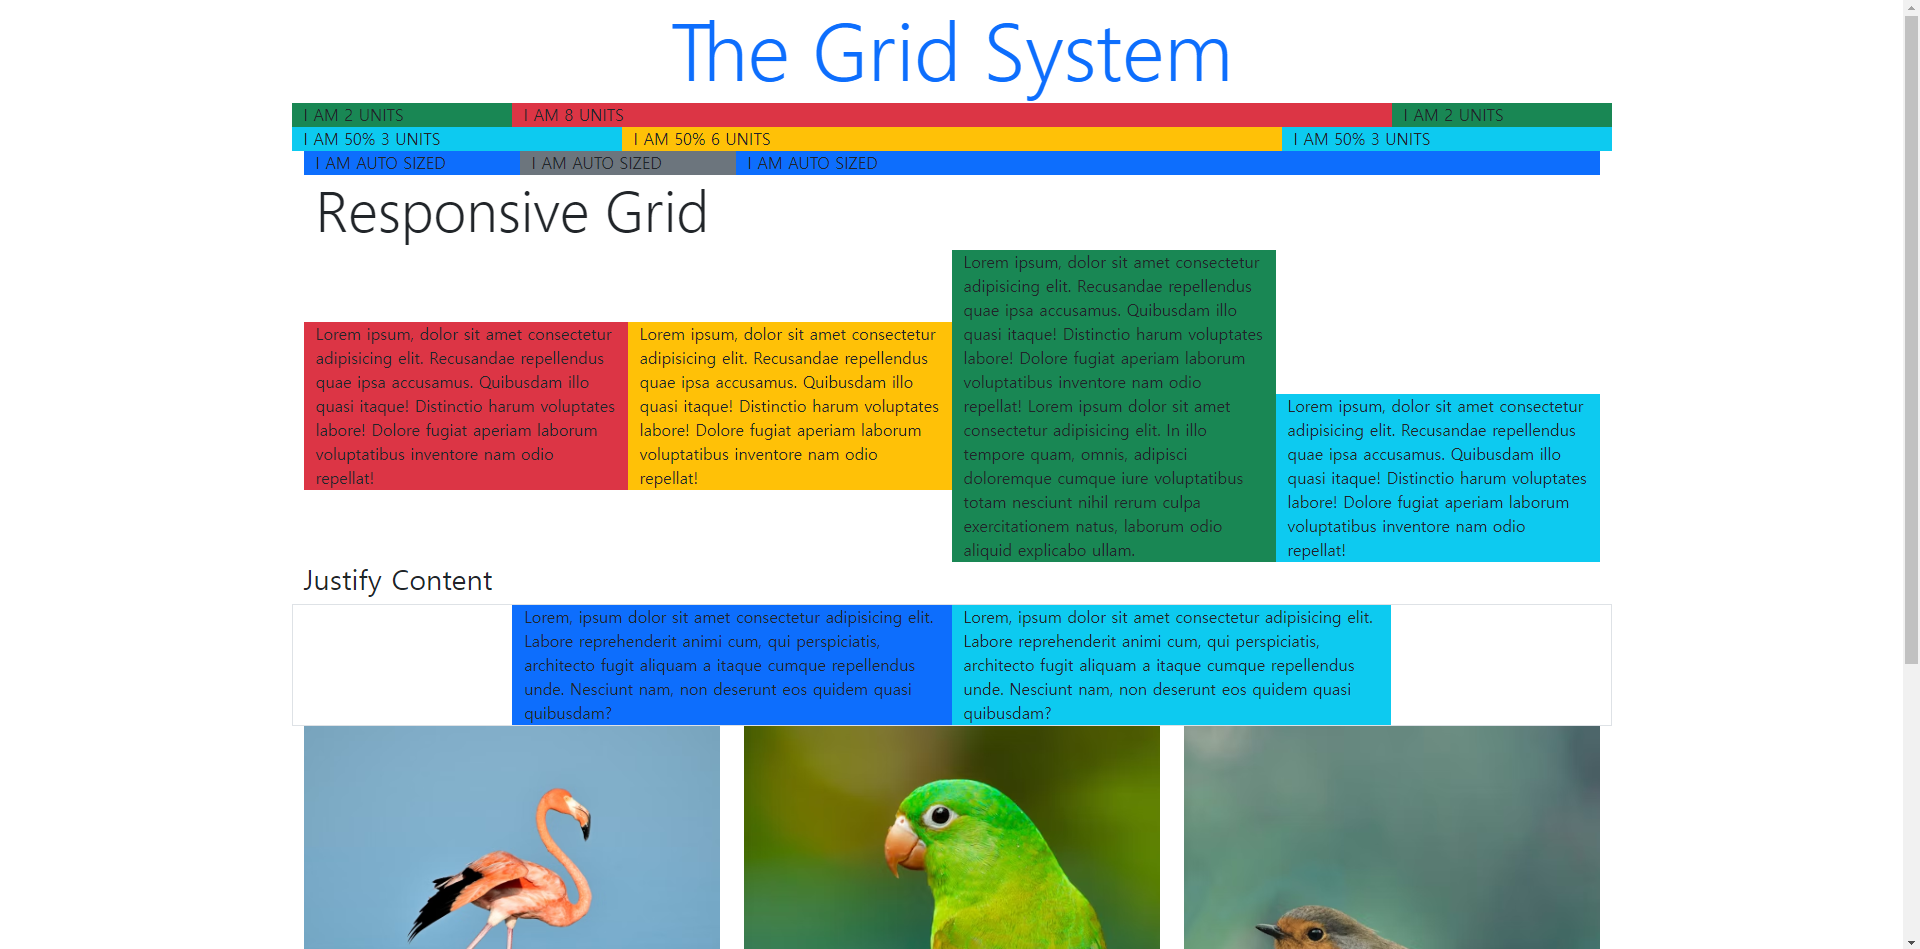 The Grid System
I AM 2 UNITS
I AM 8 UNITS
I AM 2 UNITS
I AM 50% 3 UNITS
I AM 50% 6 UNITS
I AM 50% 3 UNITS
I AM AUTO SIZED
I AM AUTO SIZED
I AM AUTO SIZED
Responsive Grid
Lorem ipsum, dolor sit amet consectetur
adipisicing elit. Recusandae repellendus
quae ipsa accusamus. Quibusdam illo
quasi itaque! Distinctio harum voluptates
labore! Dolore fugiat aperiam laborum
voluptatibus inventore nam odio
repellat!
Lorem ipsum, dolor sit amet consectetur
adipisicing elit. Recusandae repellendus
quae ipsa accusamus. Quibusdam illo
quasi itaque! Distinctio harum voluptates
labore! Dolore fugiat aperiam laborum
voluptatibus inventore nam odio
repellat!
Lorem ipsum, dolor sit amet consectetur
adipisicing elit. Recusandae repellendus
quae ipsa accusamus. Quibusdam illo
quasi itaque! Distinctio harum voluptates
labore! Dolore fugiat aperiam laborum
voluptatibus inventore nam odio
repellat! Lorem ipsum dolor sit amet
consectetur adipisicing elit. In illo
tempore quam, omnis, adipisci
doloremque cumque iure voluptatibus
totam nesciunt nihil rerum culpa
exercitationem natus, laborum odio
aliquid explicabo ullam.
Lorem ipsum, dolor sit amet consectetur
adipisicing elit. Recusandae repellendus
quae ipsa accusamus. Quibusdam illo
quasi itaque! Distinctio harum voluptates
labore! Dolore fugiat aperiam laborum
voluptatibus inventore nam odio
repellat!
Justify Content
Lorem, ipsum dolor sit amet consectetur adipisicing elit.
Labore reprehenderit animi cum, qui perspiciatis,
architecto fugit aliquam a itaque cumque repellendus
unde. Nesciunt nam, non deserunt eos quidem quasi
quibusdam?
Lorem, ipsum dolor sit amet consectetur adipisicing elit.
Labore reprehenderit animi cum, qui perspiciatis,
architecto fugit aliquam a itaque cumque repellendus
unde. Nesciunt nam, non deserunt eos quidem quasi
quibusdam?